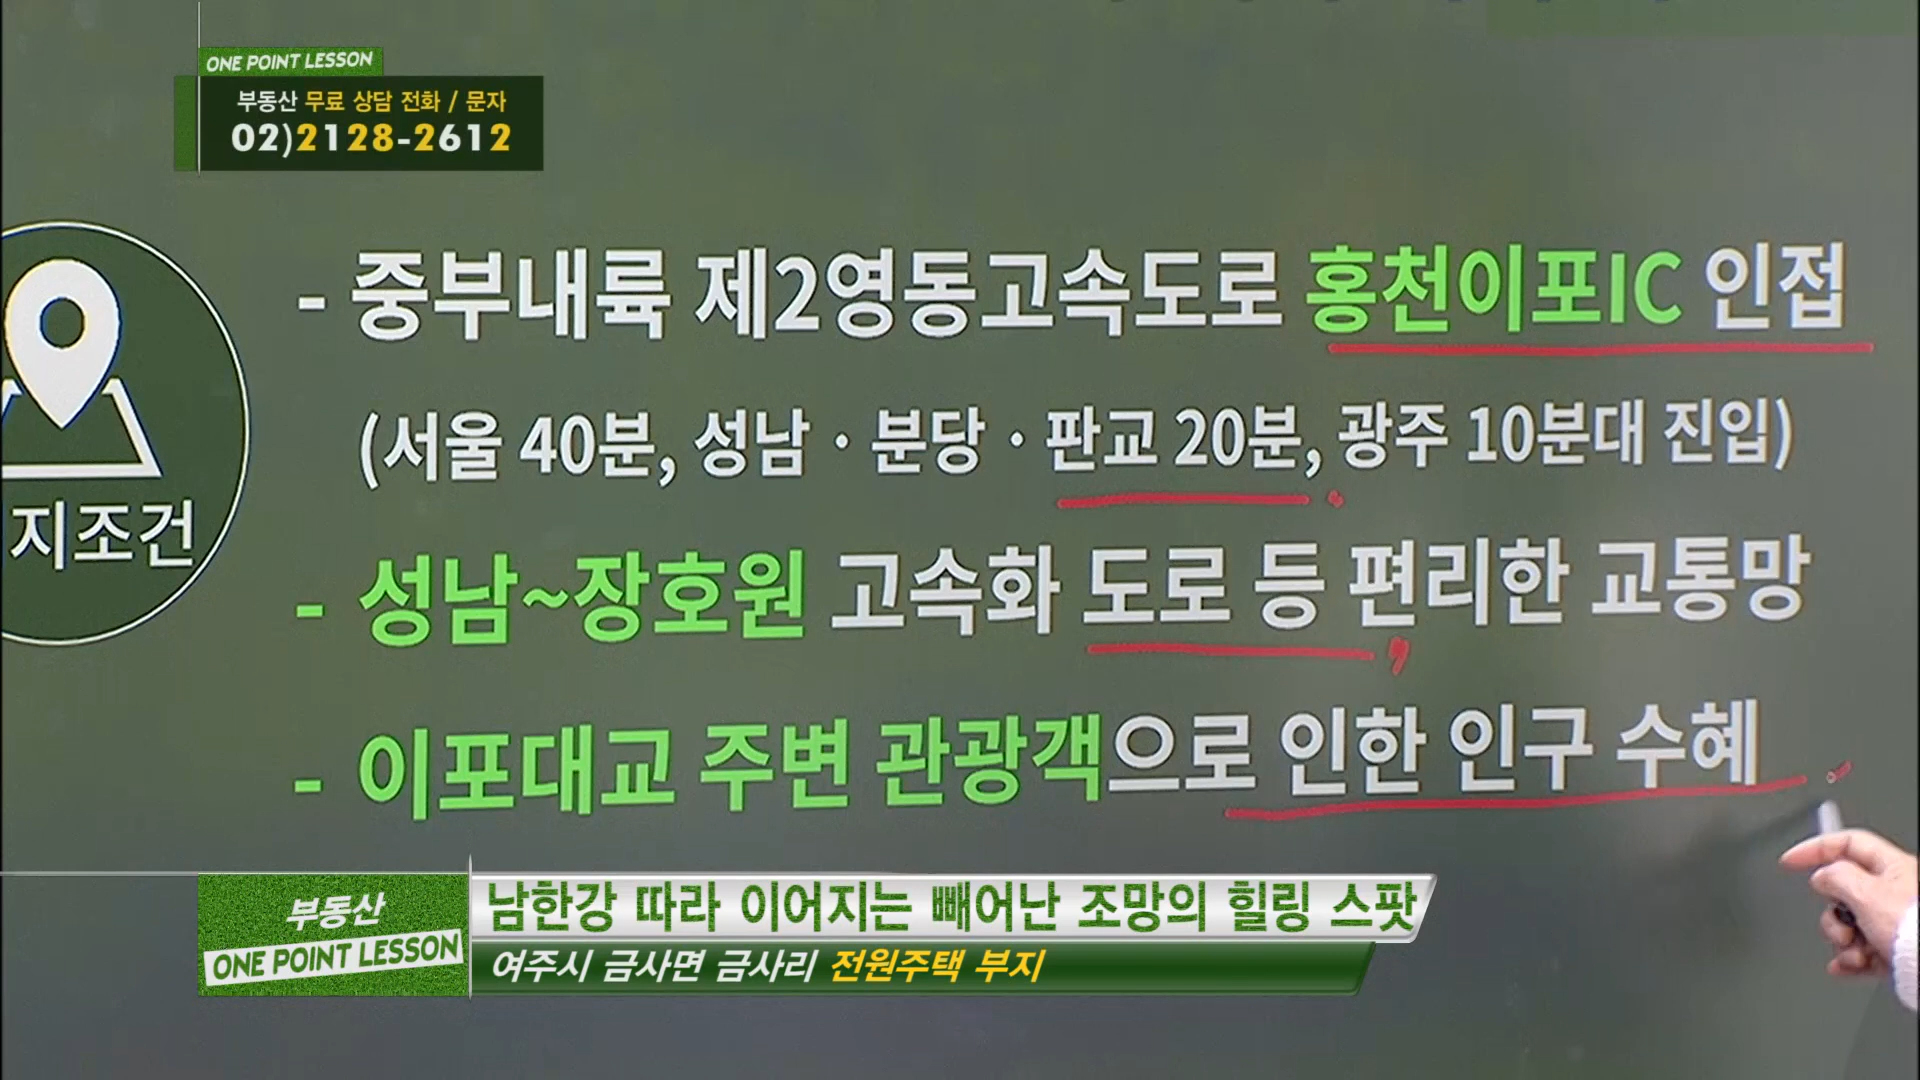 ONE POINT LESSON
부동산 무료 상담 전화 / 문자
02)2128-2612
- 중부내륙 제2영동고속도로 홍천이포IC 인접
(서울 40분, 성남 · 분당 · 판교 20분, 광주 10분대 진입)
지조건
- 성남~장호원 고속화 도로 등 편리한 교통망
- 이포대교 주변 관광객으로 인한 인구 수혜
부동산
ONE POINT LESSON
남한강 따라 이어지는 빼어난 조망의 힐링 스팟
여주시 금사면 금사리 전원주택 부지